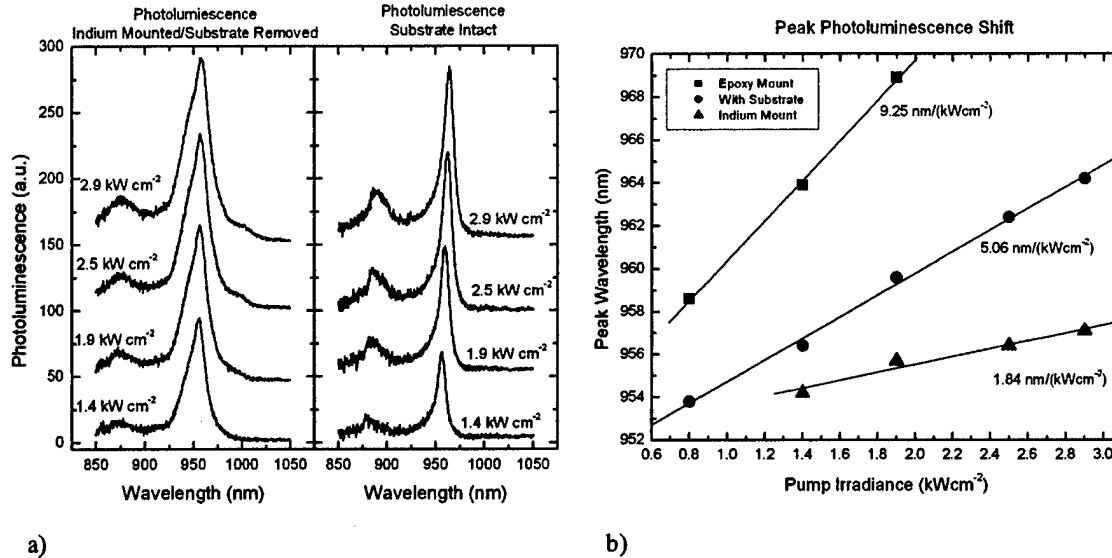 Photolumiescence
Indium Mounted/Substrate Removed
Photolumiescence
Substrate Intact
300
250
200
150
100
50
0
Photoluminescence (a.u.)
2.9 kW cm-2
2.5 kW cm-2
1.9 kW cm-2
1.4 kW cm-2
2.9 kW cm-2
2.5 kW cm-2
1.9 kW cm-2
1.4 kW cm-2
850 900 950 1000 1050
850 900 950 1000 1050
Wavelength (nm)
Wavelength (nm)
a)
Peak Photoluminescence Shift
970
968
966
964
962
960
958
956
954
952
Peak Wavelength (nm)
Epoxy Mount
With Substrate
Indium Mount
9.25 nm/(kWcm-2)
5.06 nm/(kWcm-2)
1.84 nm/(kWcm-2)
0.6 0.8 1.0 1.2 1.4 1.6 1.8 2.0 2.2 2.4 2.6 2.8 3.0
Pump Irradiance (kWcm-2)
b)